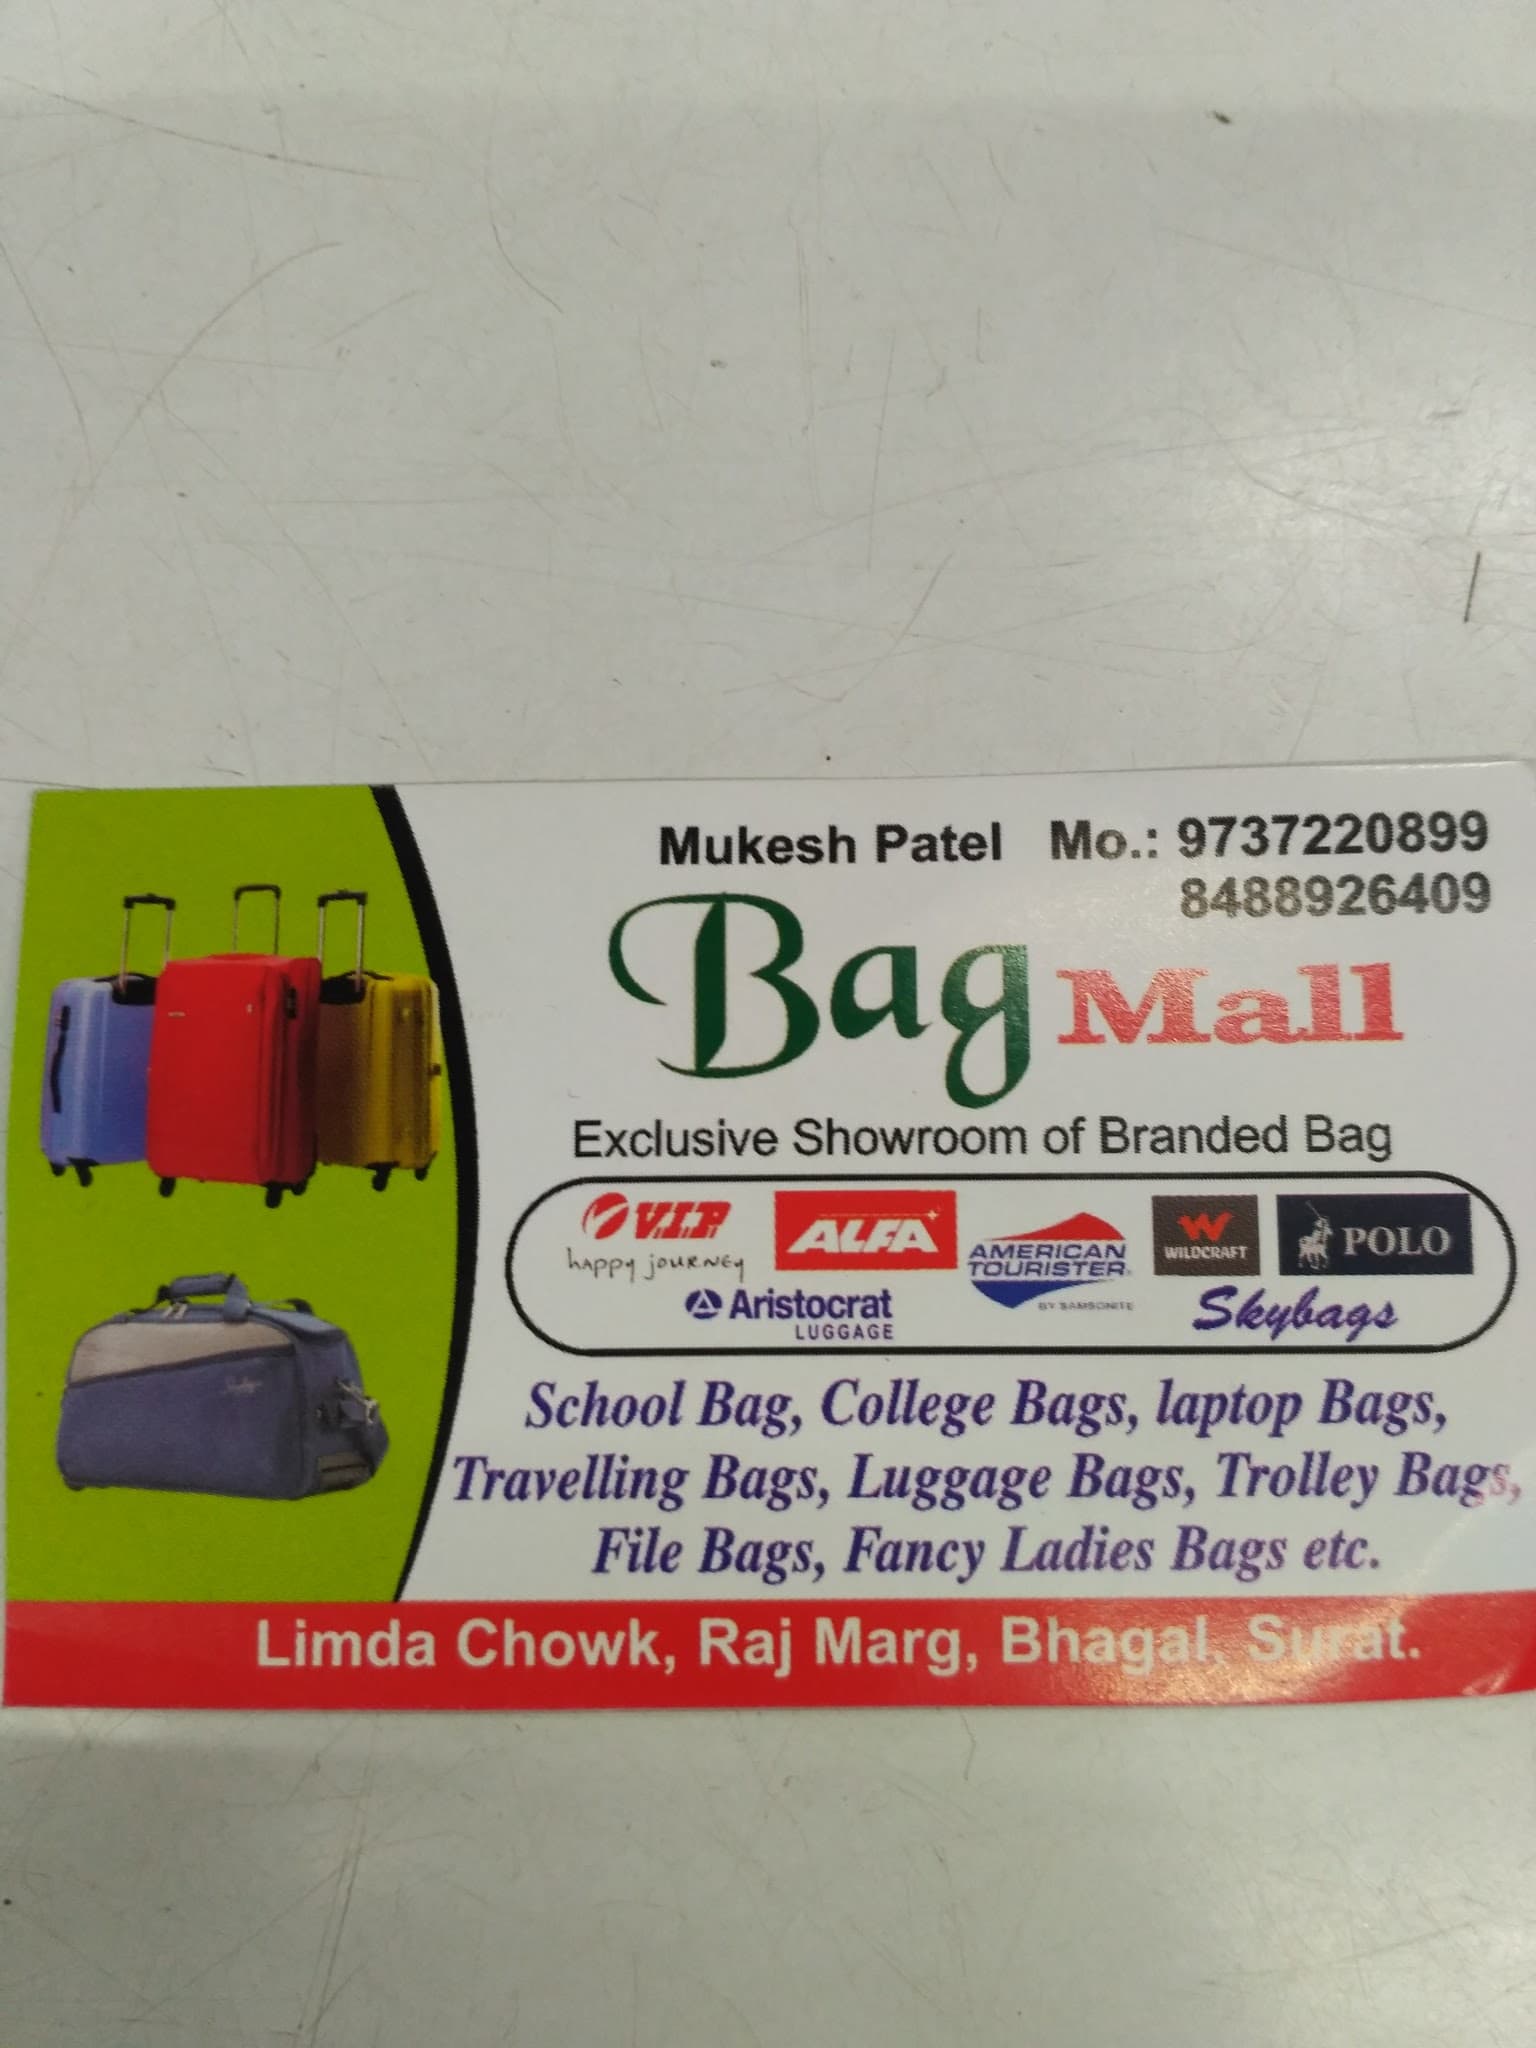 Mukesh Patel Mo.: 9737220899
8488926409
Bag Mall
Exclusive Showroom of Branded Bag
V.I.P. ALFA AMERICAN TOURISTER BY SAMSONITE WILDCRAFT POLO
happy journey
Aristocrat LUGGAGE Skybags
School Bag, College Bags, laptop Bags,
Travelling Bags, Luggage Bags, Trolley Bags,
File Bags, Fancy Ladies Bags etc.
Limda Chowk, Raj Marg, Bhagal, Surat.